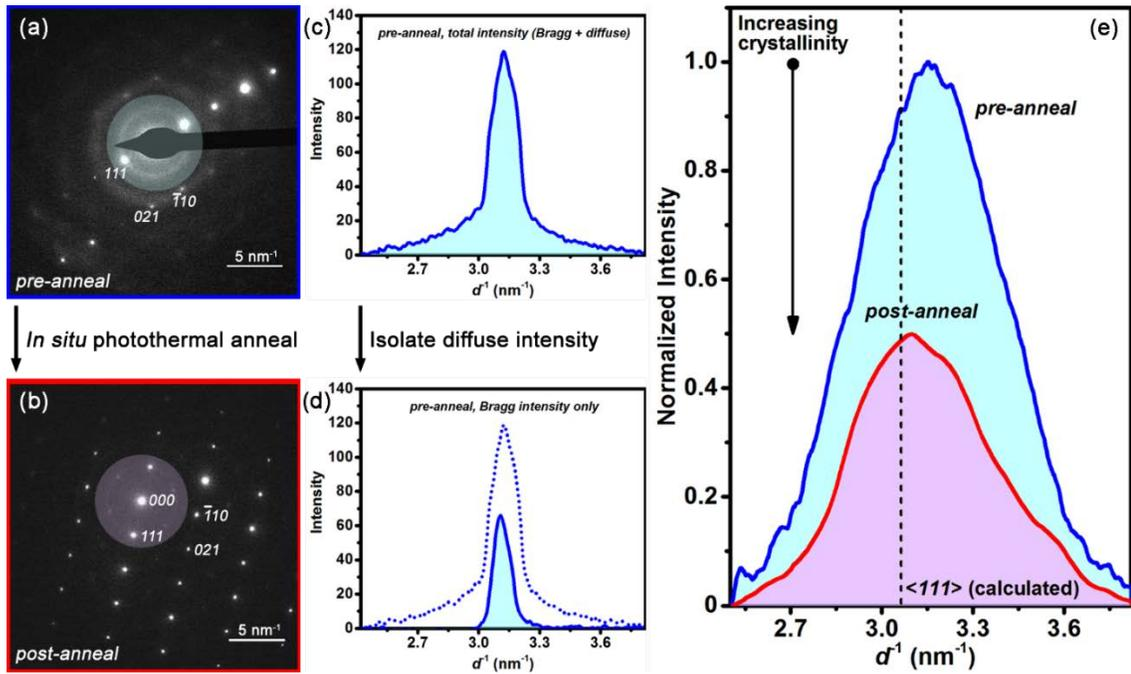 (a)
111
1̅10
021
5 nm⁻¹
pre-anneal
In situ photothermal anneal
(b)
000
1̅10
111
021
5 nm⁻¹
post-anneal
(c)
pre-anneal, total intensity (Bragg + diffuse)
140
120
100
80
60
40
20
0
Intensity
2.7 3.0 3.3 3.6
d⁻¹ (nm⁻¹)
Isolate diffuse intensity
(d)
pre-anneal, Bragg intensity only
140
120
100
80
60
40
20
0
Intensity
2.7 3.0 3.3 3.6
d⁻¹ (nm⁻¹)
(e)
Increasing
crystallinity
pre-anneal
post-anneal
<111> (calculated)
1.0
0.8
0.6
0.4
0.2
0
Normalized Intensity
2.7 3.0 3.3 3.6
d⁻¹ (nm⁻¹)